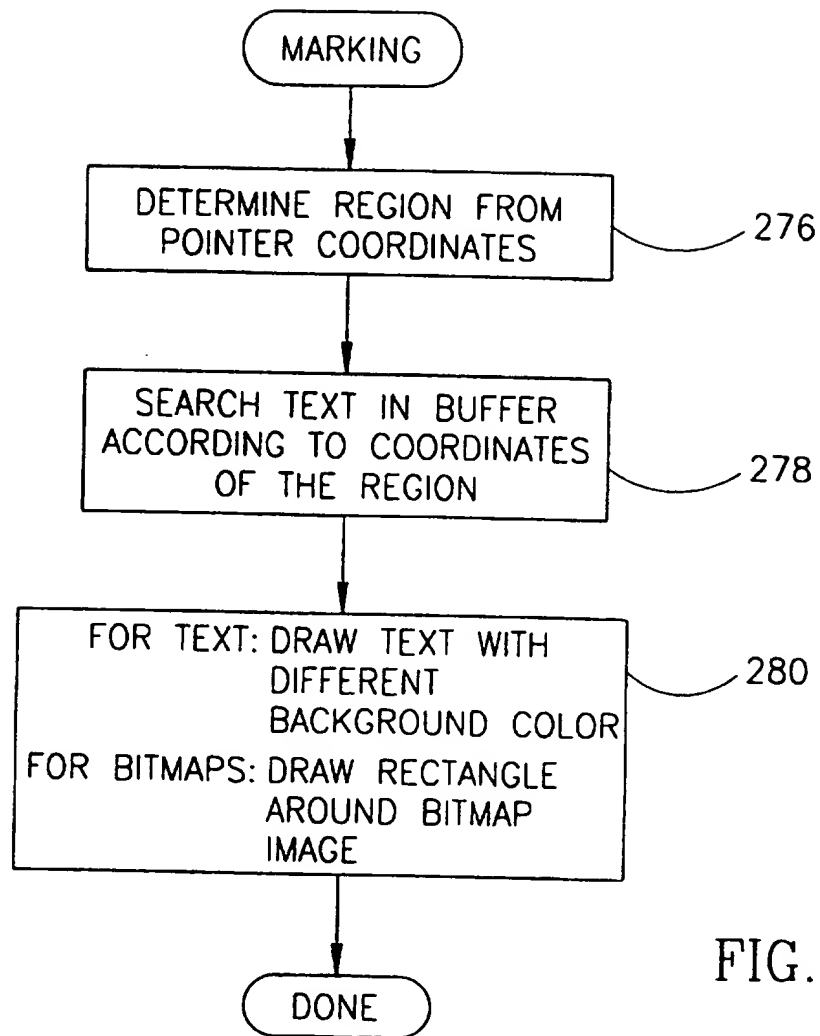 MARKING
DETERMINE REGION FROM
POINTER COORDINATES
276
SEARCH TEXT IN BUFFER
ACCORDING TO COORDINATES
OF THE REGION
278
FOR TEXT: DRAW TEXT WITH
DIFFERENT
BACKGROUND COLOR
280
FOR BITMAPS: DRAW RECTANGLE
AROUND BITMAP
IMAGE
DONE
FIG.